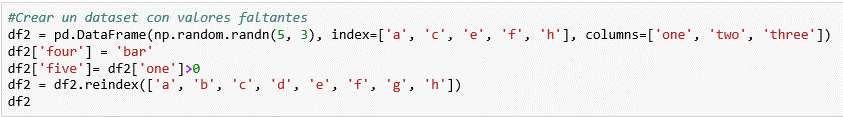 #Crear un dataset con valores faltantes
df2 = pd.DataFrame(np.random.randn(5, 3), index=['a', 'c', 'e', 'f', 'h'], columns=['one', 'two', 'three'])
df2['four'] = 'bar'
df2['five']= df2['one']>0
df2 = df2.reindex(['a', 'b', 'c', 'd', 'e', 'f', 'g', 'h'])
df2